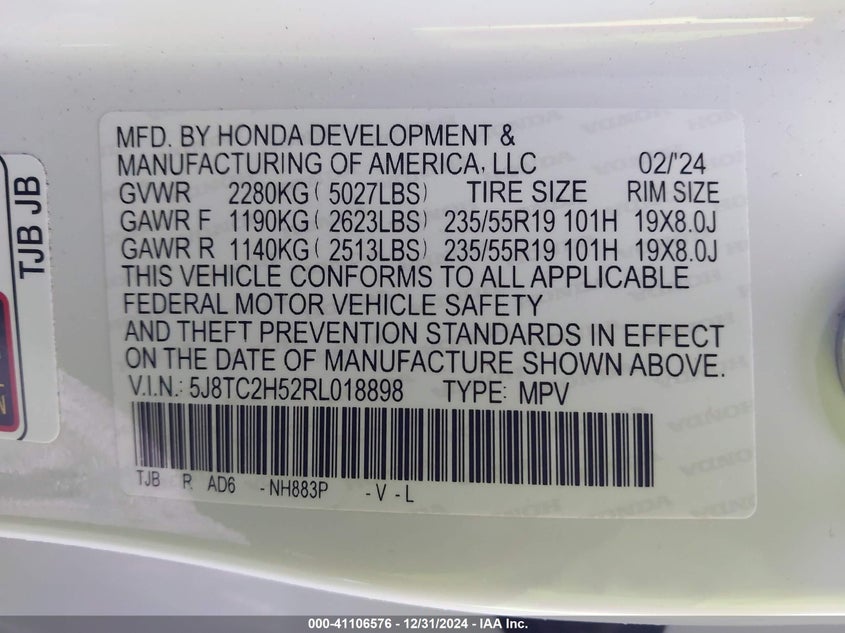 MFD. BY HONDA DEVELOPMENT &
MANUFACTURING OF AMERICA, LLC 02/'24
GVWR 2280KG ( 5027LBS) TIRE SIZE RIM SIZE
GAWR F 1190KG ( 2623LBS) 235/55R19 101H 19X8.0J
GAWR R 1140KG ( 2513LBS) 235/55R19 101H 19X8.0J
THIS VEHICLE CONFORMS TO ALL APPLICABLE
FEDERAL MOTOR VEHICLE SAFETY
AND THEFT PREVENTION STANDARDS IN EFFECT
ON THE DATE OF MANUFACTURE SHOWN ABOVE.
V.I.N.: 5J8TC2H52RL018898 TYPE: MPV
TJB R AD6 -NH883P -V -L
TJB JB
000-41106576 - 12/31/2024 - IAA Inc.